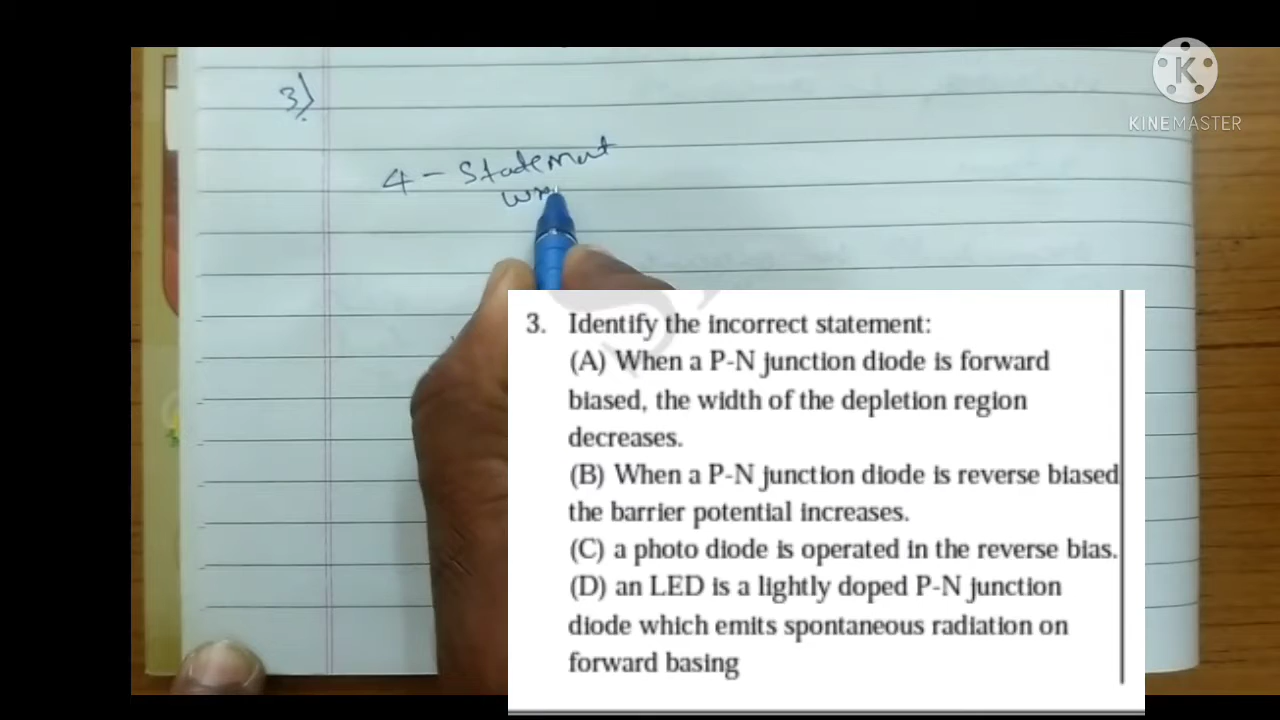 3)
4 - Statement
KINEMASTER
3. Identify the incorrect statement:
(A) When a P-N junction diode is forward
biased, the width of the depletion region
decreases.
(B) When a P-N junction diode is reverse biased
the barrier potential increases.
(C) a photo diode is operated in the reverse bias.
(D) an LED is a lightly doped P-N junction
diode which emits spontaneous radiation on
forward basing